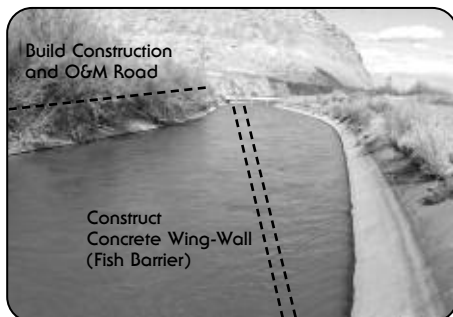 Build Construction
and O&M Road
Construct
Concrete Wing-Wall
(Fish Barrier)